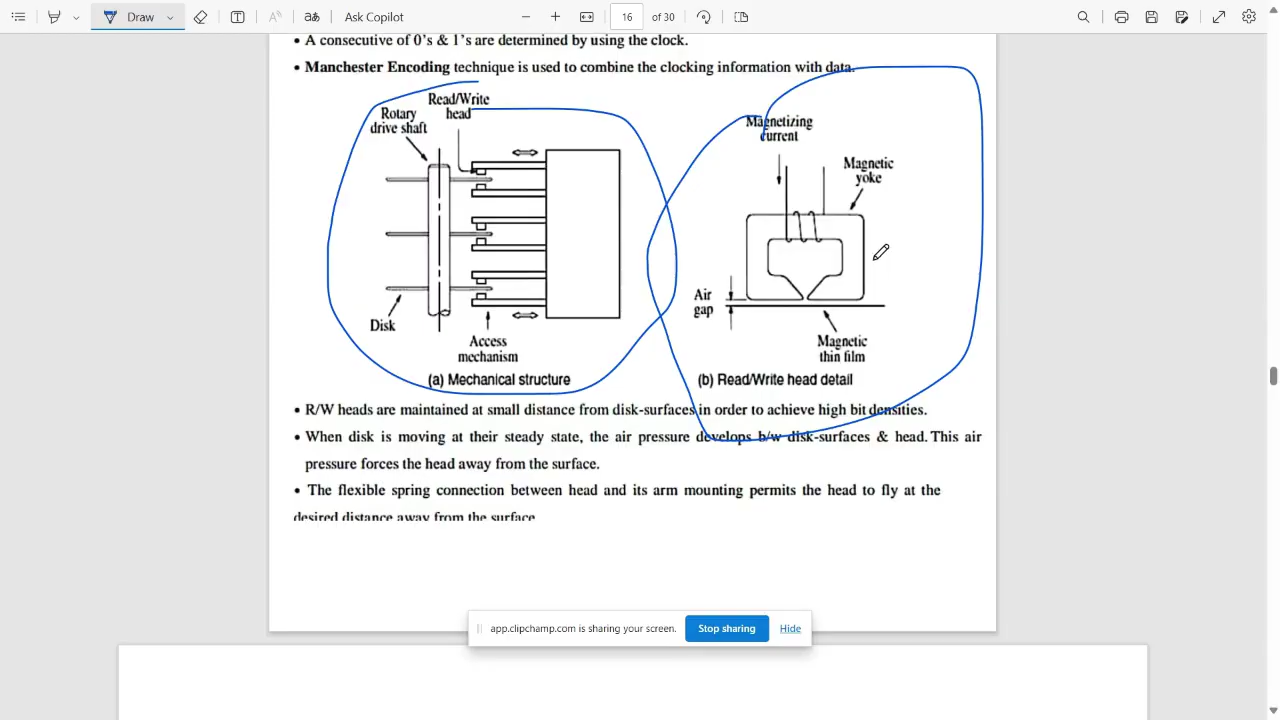 Draw
Ask Copilot
16
of 30
• A consecutive of 0's & 1's are determined by using the clock.
• Manchester Encoding technique is used to combine the clocking information with data.
Read/Write
head
Rotary
drive shaft
Disk
Access
mechanism
(a) Mechanical structure
Magnetizing
current
Magnetic
yoke
Air
gap
Magnetic
thin film
(b) Read/Write head detail
• R/W heads are maintained at small distance from disk-surfaces in order to achieve high bit densities.
• When disk is moving at their steady state, the air pressure develops b/w disk-surfaces & head. This air
pressure forces the head away from the surface.
• The flexible spring connection between head and its arm mounting permits the head to fly at the
desired distance away from the surface
app.clipchamp.com is sharing your screen.
Stop sharing
Hide